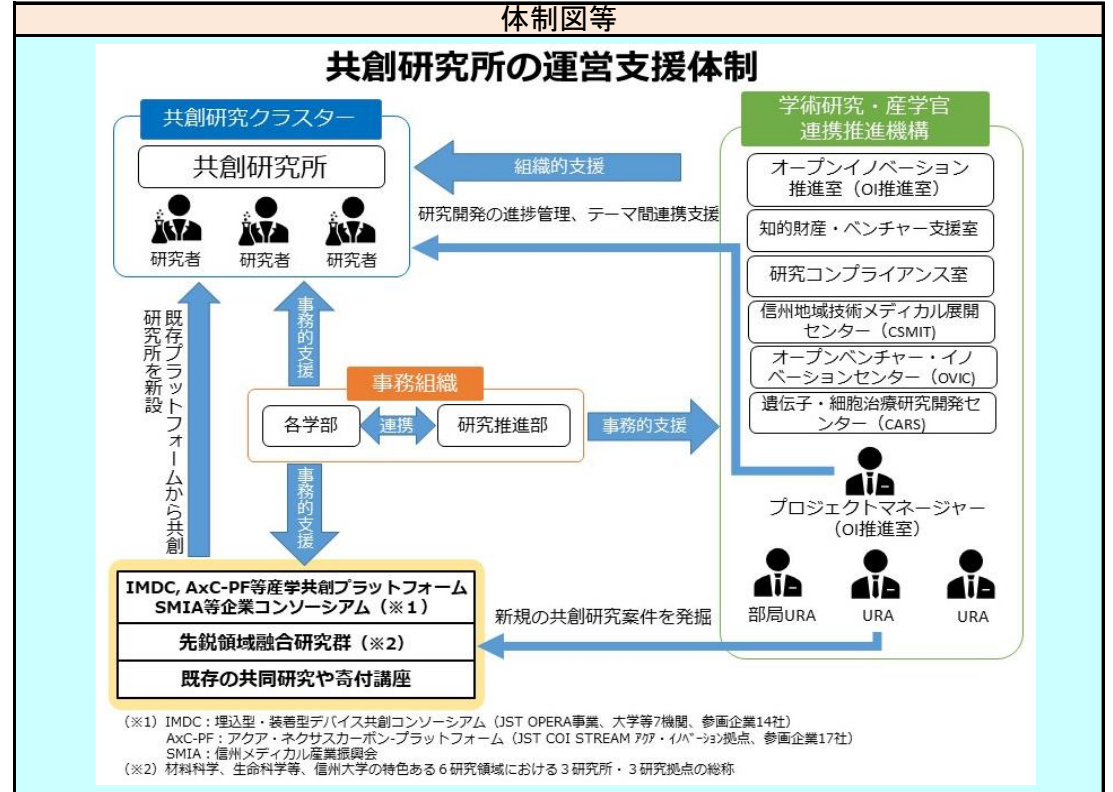 体制図等
共創研究所の運営支援体制
共創研究クラスター
共創研究所
研究者
研究者
研究者
組織的支援
研究開発の進捗管理、テーマ間連携支援
学術研究・産学官
連携推進機構
オープンイノベーション
推進室（OI推進室）
知的財産・ベンチャー支援室
研究コンプライアンス室
信州地域技術メディカル展開
センター（CSMIT)
オープンベンチャー・イノ
ベーションセンター（OVIC)
遺伝子・細胞治療研究開発セ
ンター（CARS)
プロジェクトマネージャー
（OI推進室）
部局URA
URA
URA
既存プラットフォームから共創
研究所を新設
事務的支援
事務組織
各学部
連携
研究推進部
事務的支援
事務的支援
IMDC, AxC-PF等産学共創プラットフォーム
SMIA等企業コンソーシアム（※1）
先鋭領域融合研究群（※2）
既存の共同研究や寄付講座
新規の共創研究案件を発掘
（※1）IMDC：埋込型・装着型デバイス共創コンソーシアム（JST OPERA事業、大学等7機関、参画企業14社）
AxC-PF：アクア・ネクサスカーボン-プラットフォーム（JST COI STREAM ｱｸｱ・ｲﾉﾍﾞｰｼｮﾝ拠点、参画企業17社）
SMIA：信州メディカル産業振興会
（※2）材料科学、生命科学等、信州大学の特色ある６研究領域における３研究所・３研究拠点の総称